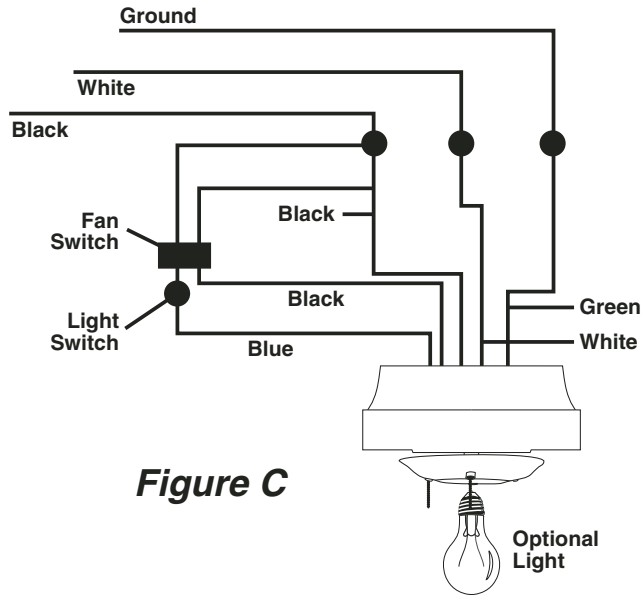 Ground
White
Black
Fan
Switch
Black
Light
Switch
Black
Blue
Green
White
Figure C
Optional
Light